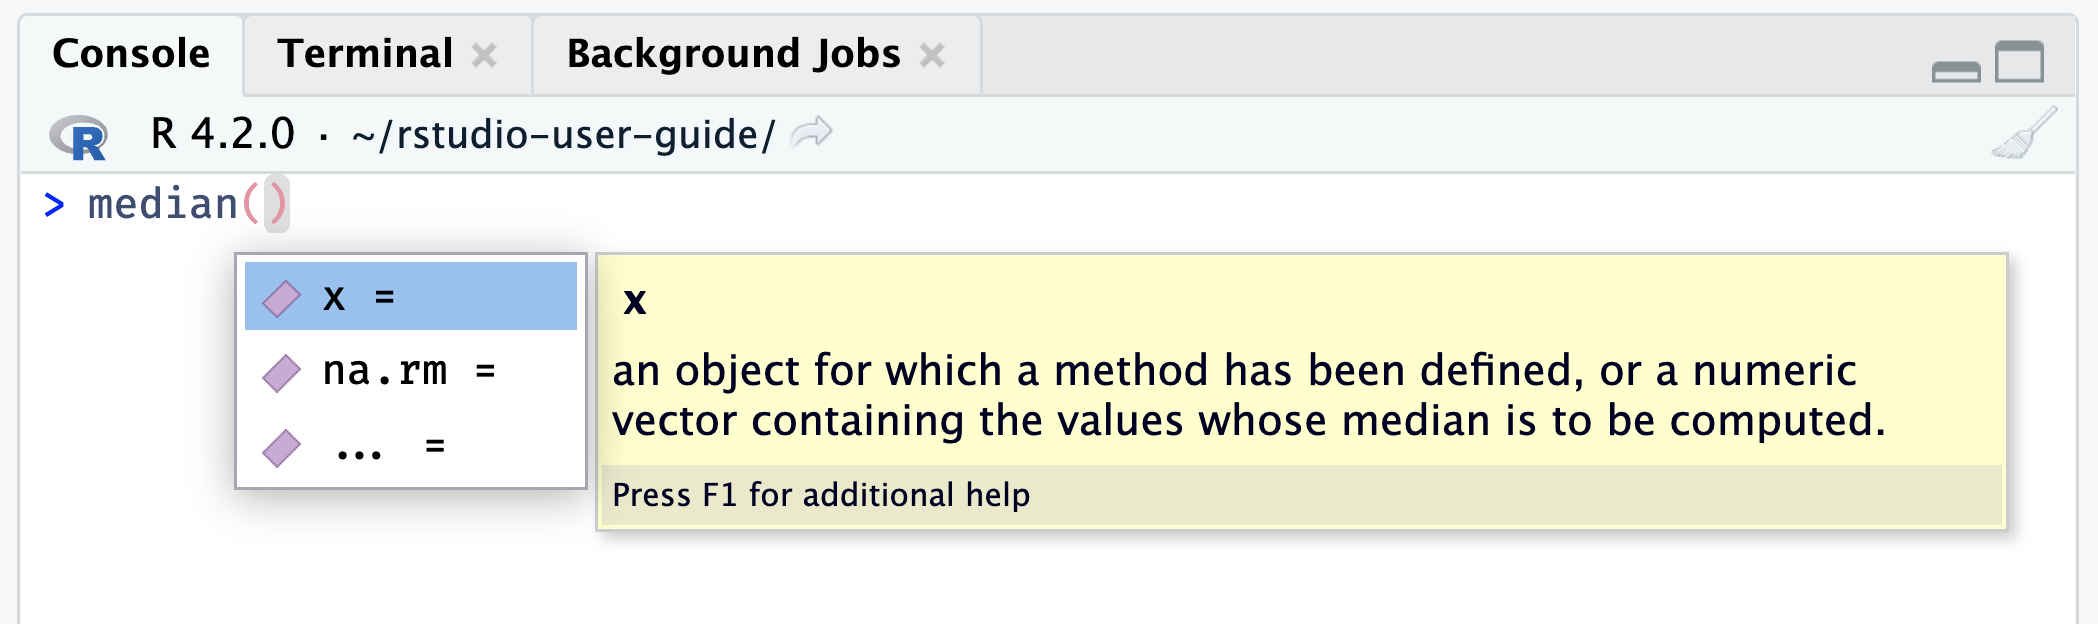 Console Terminal × Background Jobs ×
R R 4.2.0 · ~/rstudio-user-guide/
> median()
x =
na.rm =
... =
x
an object for which a method has been defined, or a numeric
vector containing the values whose median is to be computed.
Press F1 for additional help